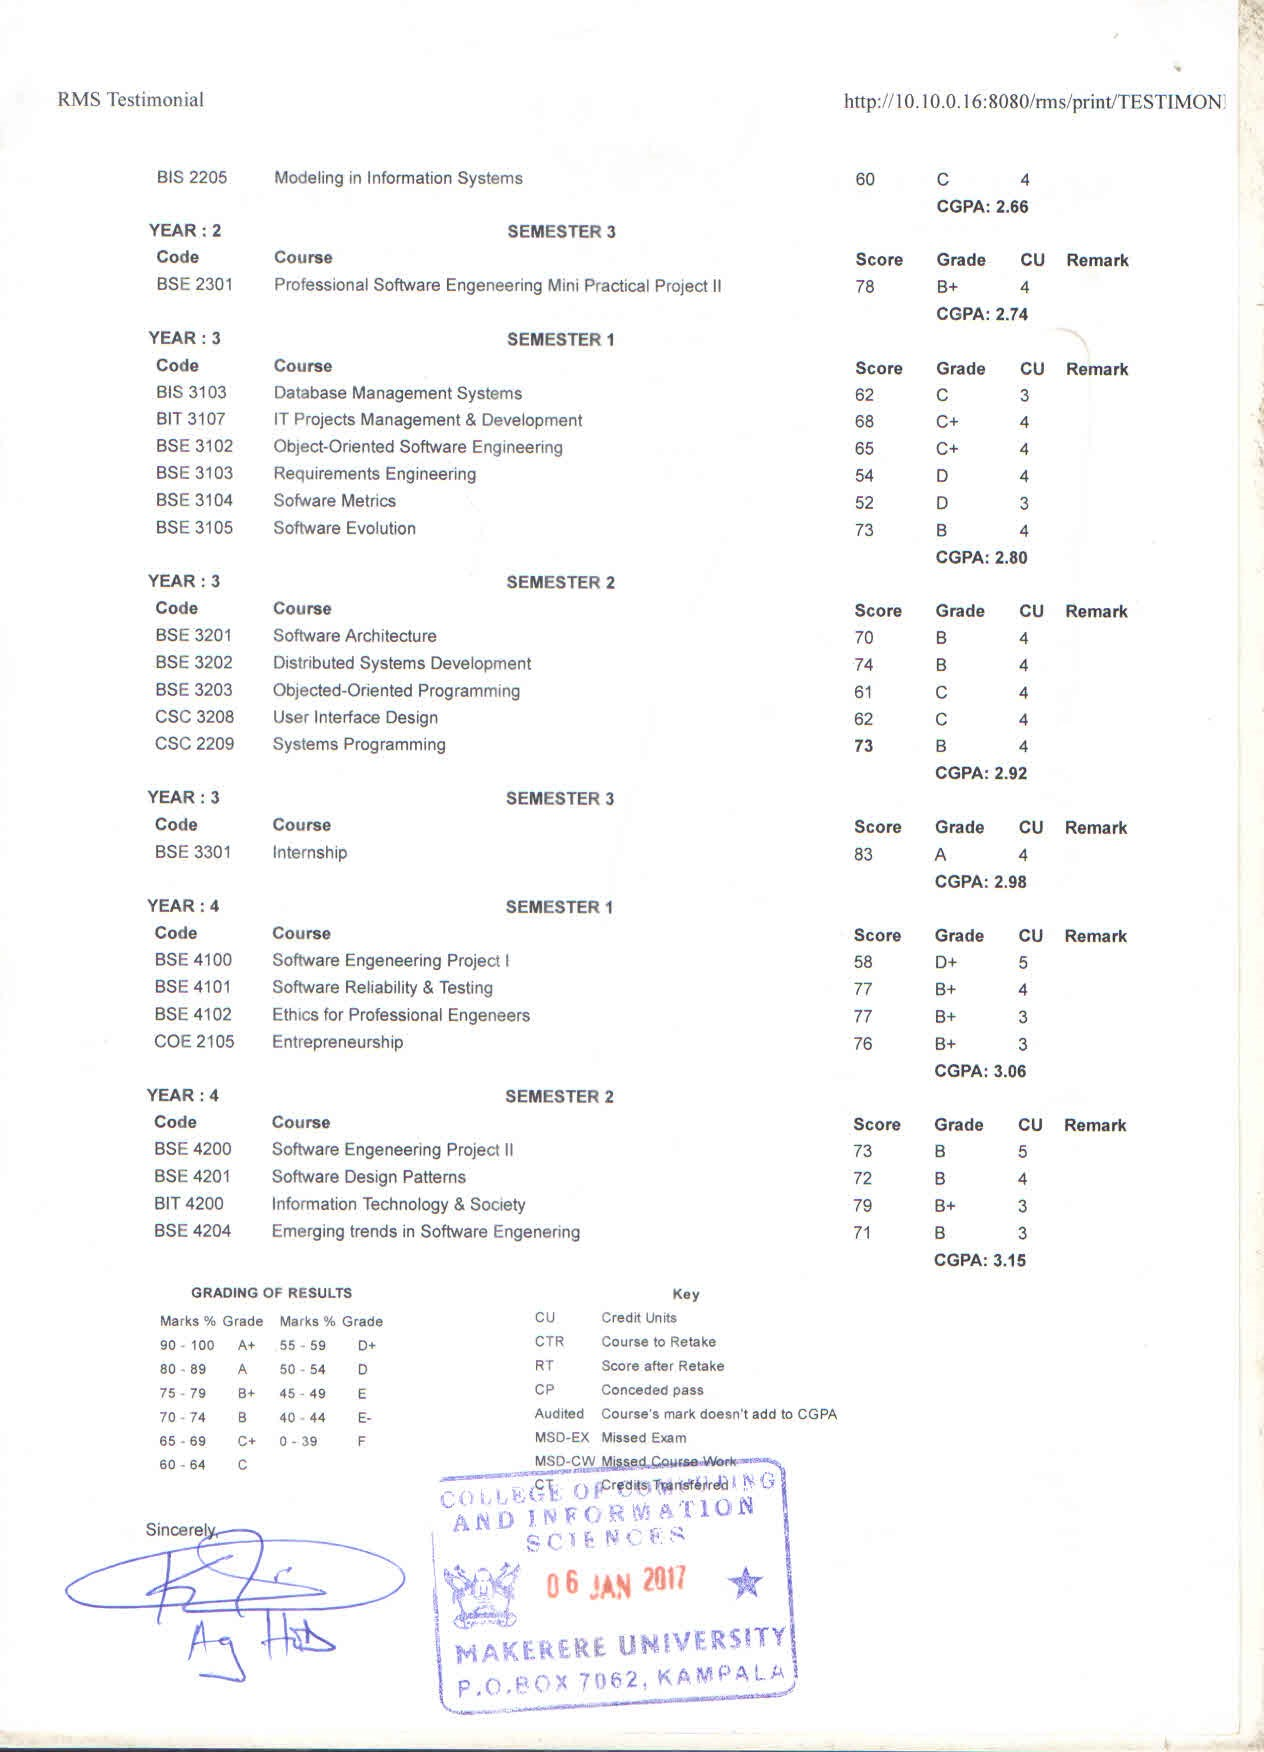 RMS Testimonial http://10.10.0.16:8080/rms/print/TESTIMON
BIS 2205 Modeling in Information Systems 60 C 4
CGPA: 2.66
YEAR : 2 SEMESTER 3
Code Course Score Grade CU Remark
BSE 2301 Professional Software Engeneering Mini Practical Project II 78 B+ 4
CGPA: 2.74
YEAR : 3 SEMESTER 1
Code Course Score Grade CU Remark
BIS 3103 Database Management Systems 62 C 3
BIT 3107 IT Projects Management & Development 68 C+ 4
BSE 3102 Object-Oriented Software Engineering 65 C+ 4
BSE 3103 Requirements Engineering 54 D 4
BSE 3104 Sofware Metrics 52 D 3
BSE 3105 Software Evolution 73 B 4
CGPA: 2.80
YEAR : 3 SEMESTER 2
Code Course Score Grade CU Remark
BSE 3201 Software Architecture 70 B 4
BSE 3202 Distributed Systems Development 74 B 4
BSE 3203 Objected-Oriented Programming 61 C 4
CSC 3208 User Interface Design 62 C 4
CSC 2209 Systems Programming 73 B 4
CGPA: 2.92
YEAR : 3 SEMESTER 3
Code Course Score Grade CU Remark
BSE 3301 Internship 83 A 4
CGPA: 2.98
YEAR : 4 SEMESTER 1
Code Course Score Grade CU Remark
BSE 4100 Software Engeneering Project I 58 D+ 5
BSE 4101 Software Reliability & Testing 77 B+ 4
BSE 4102 Ethics for Professional Engeneers 77 B+ 3
COE 2105 Entrepreneurship 76 B+ 3
CGPA: 3.06
YEAR : 4 SEMESTER 2
Code Course Score Grade CU Remark
BSE 4200 Software Engeneering Project II 73 B 5
BSE 4201 Software Design Patterns 72 B 4
BIT 4200 Information Technology & Society 79 B+ 3
BSE 4204 Emerging trends in Software Engenering 71 B 3
CGPA: 3.15
GRADING OF RESULTS
Marks % Grade Marks % Grade
90 - 100 A+ 55 - 59 D+
80 - 89 A 50 - 54 D
75 - 79 B+ 45 - 49 E
70 - 74 B 40 - 44 E-
65 - 69 C+ 0 - 39 F
60 - 64 C
Key
CU Credit Units
CTR Course to Retake
RT Score after Retake
CP Conceded pass
Audited Course's mark doesn't add to CGPA
MSD-EX Missed Exam
MSD-CW Missed Course Work
CT Credits Transferred
Sincerely,
Ag
COLLEGE OF COMPUTING
AND INFORMATION
SCIENCES
06 JAN 2017
MAKERERE UNIVERSITY
P.O.BOX 7062, KAMPALA